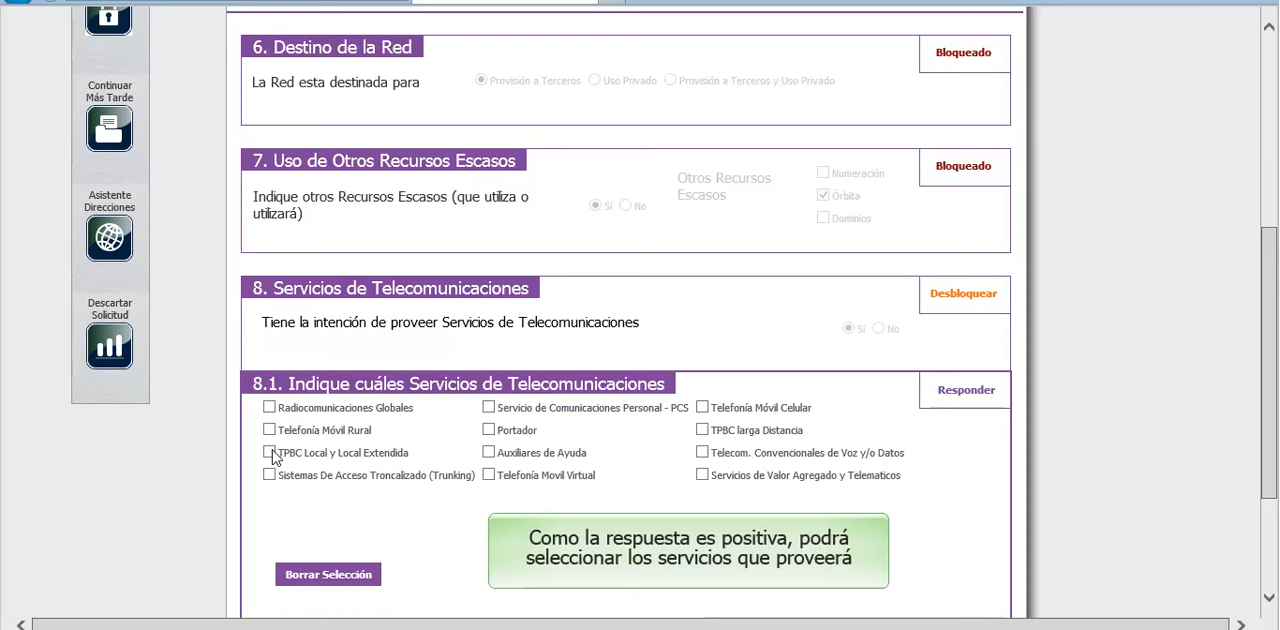 Continuar
Más Tarde
Asistente
Direcciones
Descartar
Solicitud
6. Destino de la Red
Bloqueado
La Red esta destinada para
Provisión a Terceros
Uso Privado
Provisión a Terceros y Uso Privado
7. Uso de Otros Recursos Escasos
Bloqueado
Indique otros Recursos Escasos (que utiliza o
utilizará)
Sí
No
Otros Recursos
Escasos
Numeración
Órbita
Dominios
8. Servicios de Telecomunicaciones
Desbloquear
Tiene la intención de proveer Servicios de Telecomunicaciones
Sí
No
8.1. Indique cuáles Servicios de Telecomunicaciones
Responder
Radiocomunicaciones Globales
Servicio de Comunicaciones Personal - PCS
Telefonía Móvil Celular
Telefonía Móvil Rural
Portador
TPBC larga Distancia
TPBC Local y Local Extendida
Auxiliares de Ayuda
Telecom. Convencionales de Voz y/o Datos
Sistemas De Acceso Troncalizado (Trunking)
Telefonía Movil Virtual
Servicios de Valor Agregado y Telematicos
Como la respuesta es positiva, podrá
seleccionar los servicios que proveerá
Borrar Selección